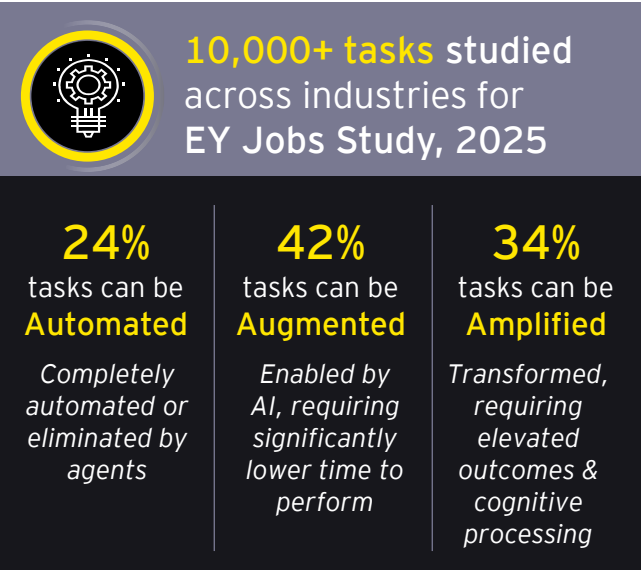 10,000+ tasks studied
across industries for
EY Jobs Study, 2025
24%
tasks can be
Automated
Completely
automated or
eliminated by
agents
42%
tasks can be
Augmented
Enabled by
AI, requiring
significantly
lower time to
perform
34%
tasks can be
Amplified
Transformed,
requiring
elevated
outcomes &
cognitive
processing